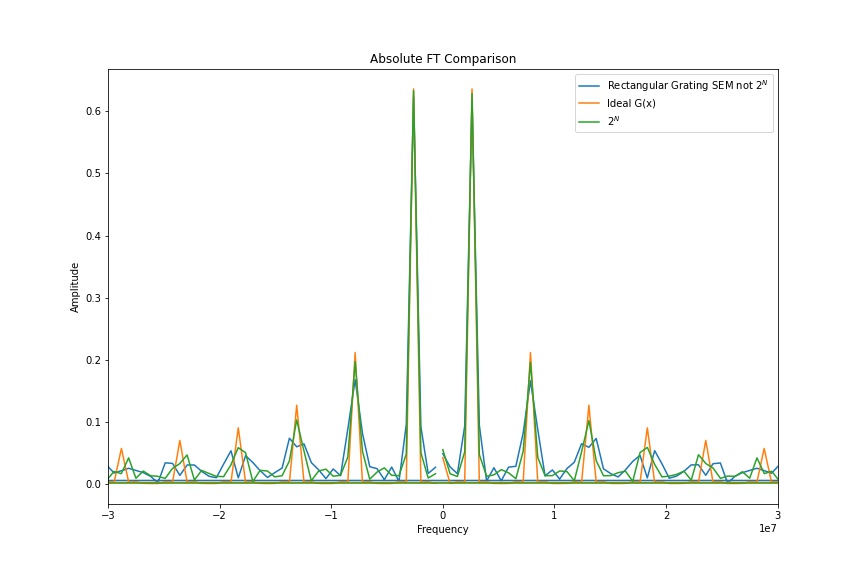 Absolute FT Comparison
Rectangular Grating SEM not 2^N
Ideal G(x)
2^N
Amplitude
0.6
0.5
0.4
0.3
0.2
0.1
0.0
−3 −2 −1 0 1 2 3
1e7
Frequency